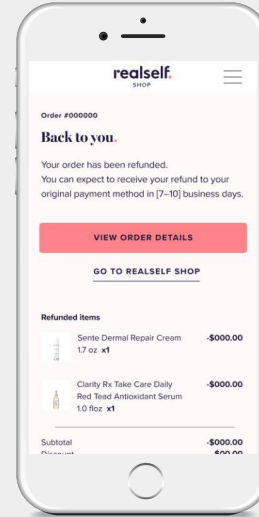 realself.
SHOP
Order #000000
Back to you.
Your order has been refunded.
You can expect to receive your refund to your
original payment method in [7–10] business days.
VIEW ORDER DETAILS
GO TO REALSELF SHOP
Refunded items
Sente Dermal Repair Cream -$000.00
1.7 oz x1
Clarity Rx Take Care Daily -$000.00
Red Tead Antioxidant Serum
1.0 floz x1
Subtotal -$000.00
Discount -$00.00